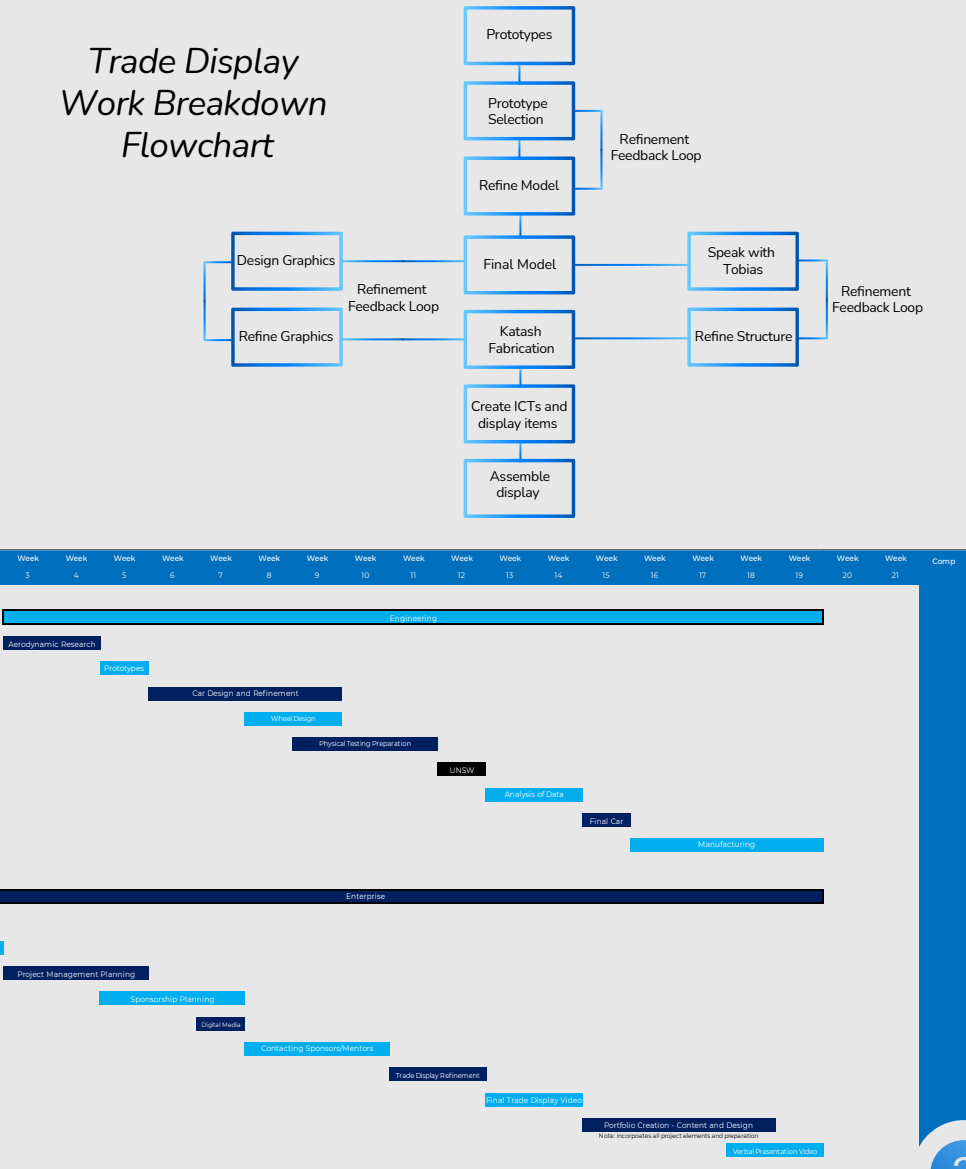 Trade Display
Work Breakdown
Flowchart
Prototypes
Prototype
Selection
Refinement
Feedback Loop
Refine Model
Design Graphics
Final Model
Speak with
Tobias
Refinement
Feedback Loop
Refinement
Feedback Loop
Refine Graphics
Katash
Fabrication
Refine Structure
Create ICTs and
display items
Assemble
display
Week Week Week Week Week Week Week Week Week Week Week Week Week Week Week Week Week Week Week Comp
3 4 5 6 7 8 9 10 11 12 13 14 15 16 17 18 19 20 21
Engineering
Aerodynamic Research
Prototypes
Car Design and Refinement
Wheel Design
Physical Testing Preparation
UNSW
Analysis of Data
Final Car
Manufacturing
Enterprise
Project Management Planning
Sponsorship Planning
Digital Media
Contacting Sponsors/Mentors
Trade Display Refinement
Final Trade Display Video
Portfolio Creation - Content and Design
Note: incorpoates all project elements and preparation
Verbal Presentation Video